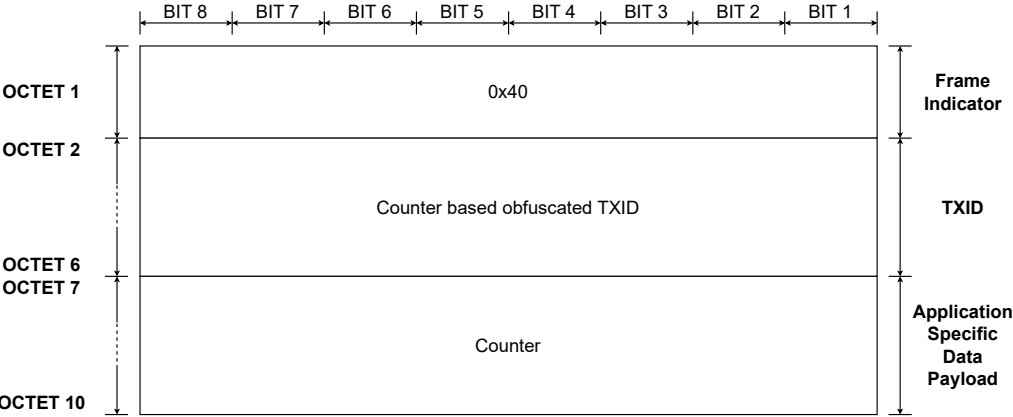 BIT 8 BIT 7 BIT 6 BIT 5 BIT 4 BIT 3 BIT 2 BIT 1
OCTET 1
0x40
Frame
Indicator
OCTET 2
Counter based obfuscated TXID
TXID
OCTET 6
OCTET 7
Counter
Application
Specific
Data
Payload
OCTET 10